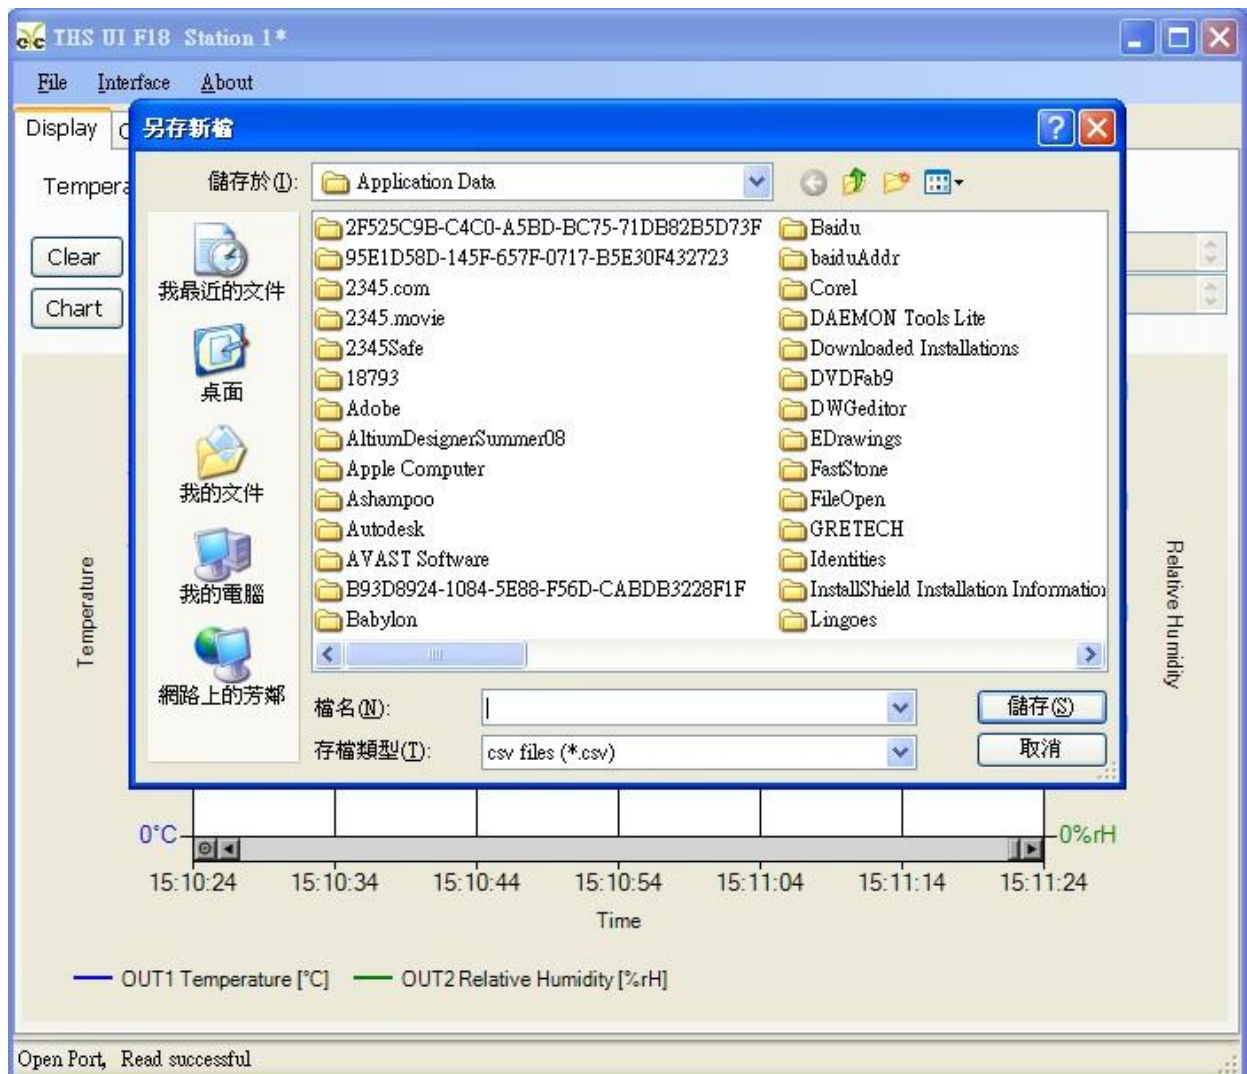 THS UI F18 Station 1*
File Interface About
Display
另存新檔
Tempera
儲存於(I):
Application Data
Clear
Chart
我最近的文件
桌面
我的文件
我的電腦
網路上的芳鄰
2F525C9B-C4C0-A5BD-BC75-71DB82B5D73F
95E1D58D-145F-657F-0717-B5E30F432723
2345.com
2345.movie
2345Safe
18793
Adobe
AltiumDesignerSummer08
Apple Computer
Ashampoo
Autodesk
AVAST Software
B93D8924-1084-5E88-F56D-CABDB3228F1F
Babylon
Baidu
baiduAddr
Corel
DAEMON Tools Lite
Downloaded Installations
DVDFab9
DWGeditor
EDrawings
FastStone
FileOpen
GRETECH
Identities
InstallShield Installation Information
Lingoes
檔名(N):
儲存(S)
存檔類型(T):
csv files (*.csv)
取消
Temperature
Relative Humidity
0°C
0%rH
15:10:24 15:10:34 15:10:44 15:10:54 15:11:04 15:11:14 15:11:24
Time
OUT1 Temperature [°C] OUT2 Relative Humidity [%rH]
Open Port, Read successful